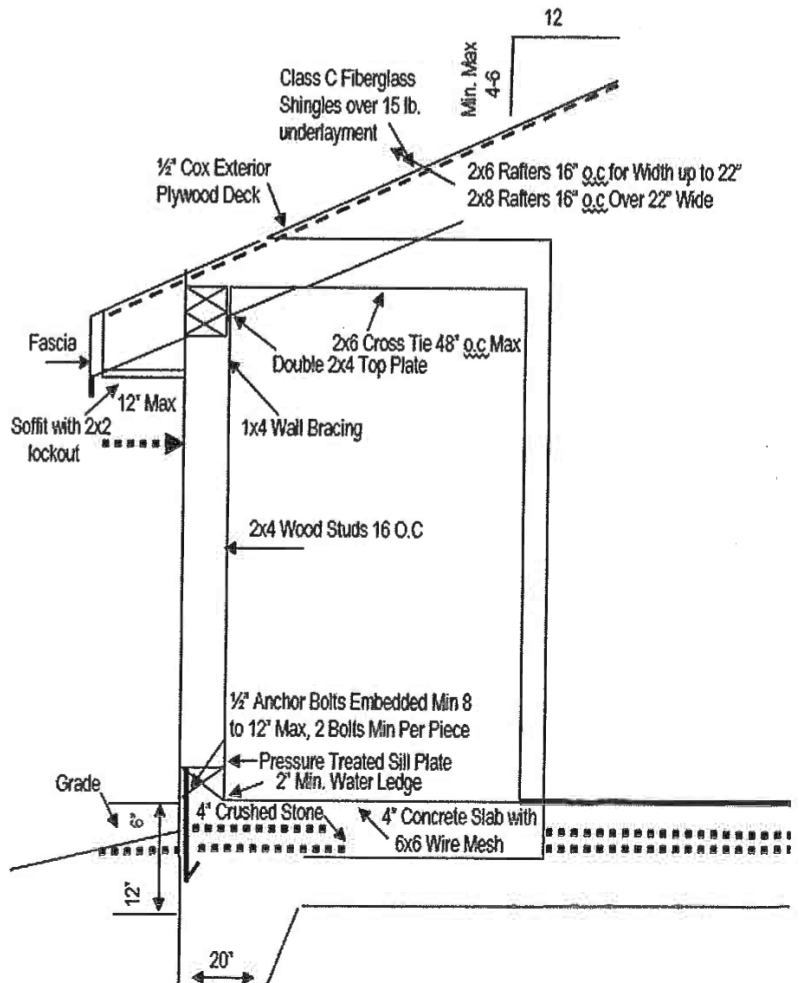 12
Min. Max
4-6
Class C Fiberglass
Shingles over 15 lb.
underlayment
½" Cox Exterior
Plywood Deck
2x6 Rafters 16" o.c for Width up to 22"
2x8 Rafters 16" o.c Over 22" Wide
Fascia
2x6 Cross Tie 48" o.c Max
Double 2x4 Top Plate
12" Max
Soffit with 2x2
lockout
1x4 Wall Bracing
2x4 Wood Studs 16 O.C
½" Anchor Bolts Embedded Min 8
to 12" Max, 2 Bolts Min Per Piece
Pressure Treated Sill Plate
2" Min. Water Ledge
Grade
6"
4" Crushed Stone
4" Concrete Slab with
6x6 Wire Mesh
12"
20"